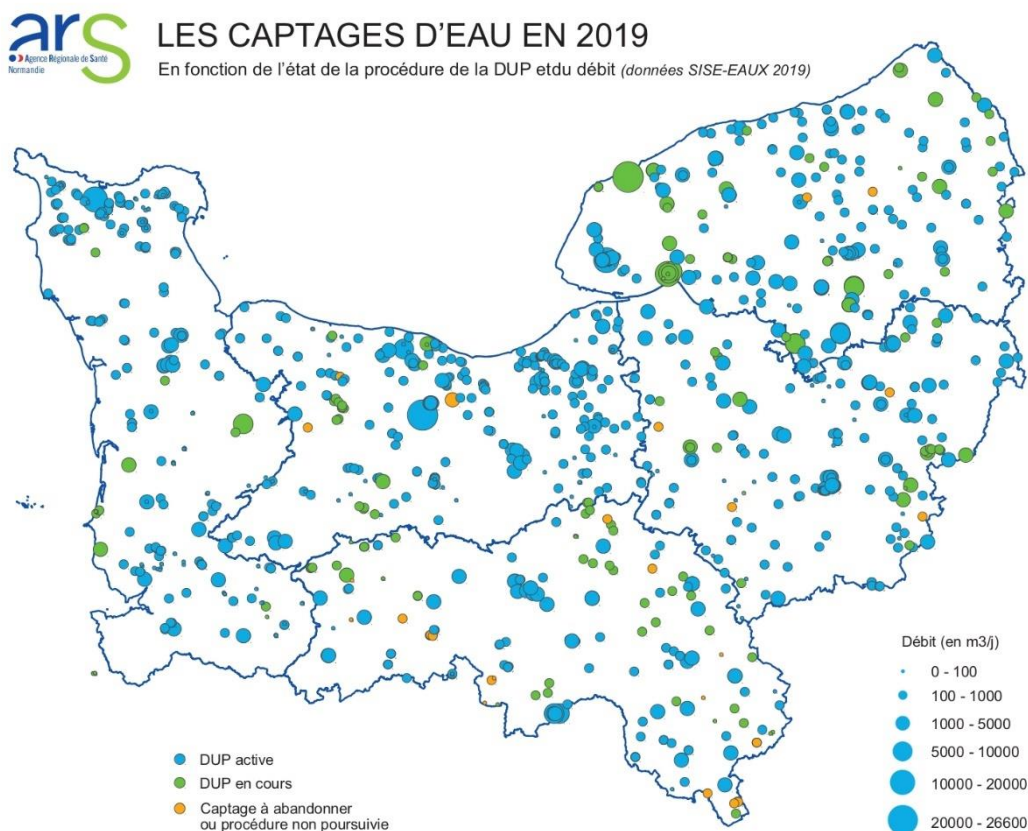 ars
Agence Régionale de Santé
Normandie
LES CAPTAGES D'EAU EN 2019
En fonction de l'état de la procédure de la DUP etdu débit (données SISE-EAUX 2019)
DUP active
DUP en cours
Captage à abandonner
ou procédure non poursuivie
Débit (en m3/j)
0 - 100
100 - 1000
1000 - 5000
5000 - 10000
10000 - 20000
20000 - 26600